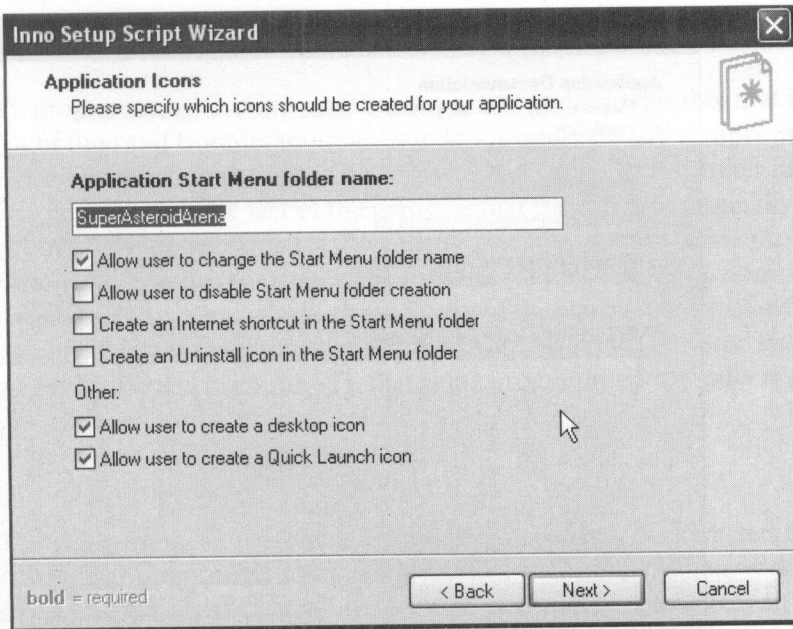 Inno Setup Script Wizard
Application Icons
Please specify which icons should be created for your application.
Application Start Menu folder name:
SuperAsteroidArena
Allow user to change the Start Menu folder name
Allow user to disable Start Menu folder creation
Create an Internet shortcut in the Start Menu folder
Create an Uninstall icon in the Start Menu folder
Other:
Allow user to create a desktop icon
Allow user to create a Quick Launch icon
bold = required
< Back
Next >
Cancel